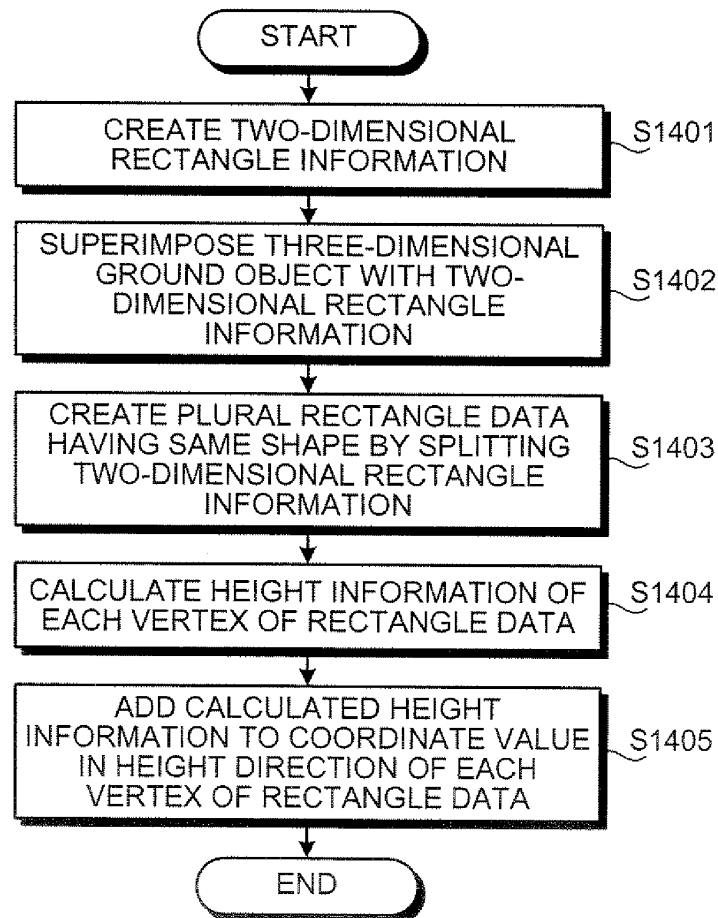 START
CREATE TWO-DIMENSIONAL
RECTANGLE INFORMATION
S1401
SUPERIMPOSE THREE-DIMENSIONAL
GROUND OBJECT WITH TWO-
DIMENSIONAL RECTANGLE
INFORMATION
S1402
CREATE PLURAL RECTANGLE DATA
HAVING SAME SHAPE BY SPLITTING
TWO-DIMENSIONAL RECTANGLE
INFORMATION
S1403
CALCULATE HEIGHT INFORMATION OF
EACH VERTEX OF RECTANGLE DATA
S1404
ADD CALCULATED HEIGHT
INFORMATION TO COORDINATE VALUE
IN HEIGHT DIRECTION OF EACH
VERTEX OF RECTANGLE DATA
S1405
END